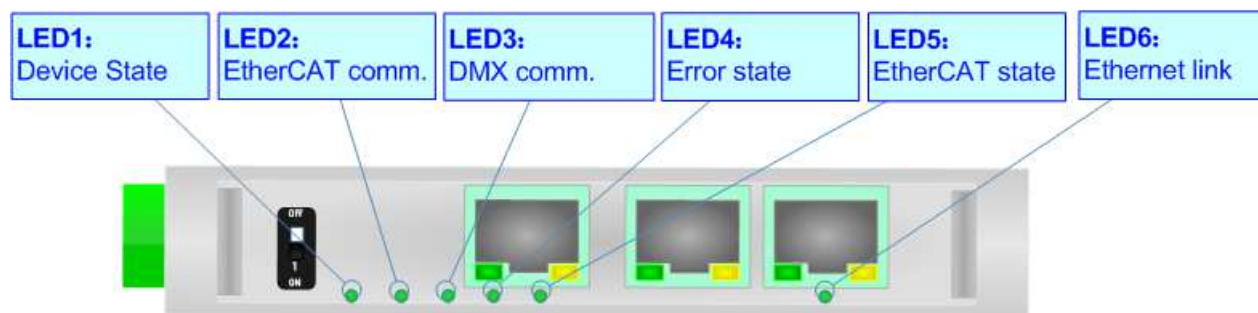 LED1:
Device State
LED2:
EtherCAT comm.
LED3:
DMX comm.
LED4:
Error state
LED5:
EtherCAT state
LED6:
Ethernet link
OFF
1
ON